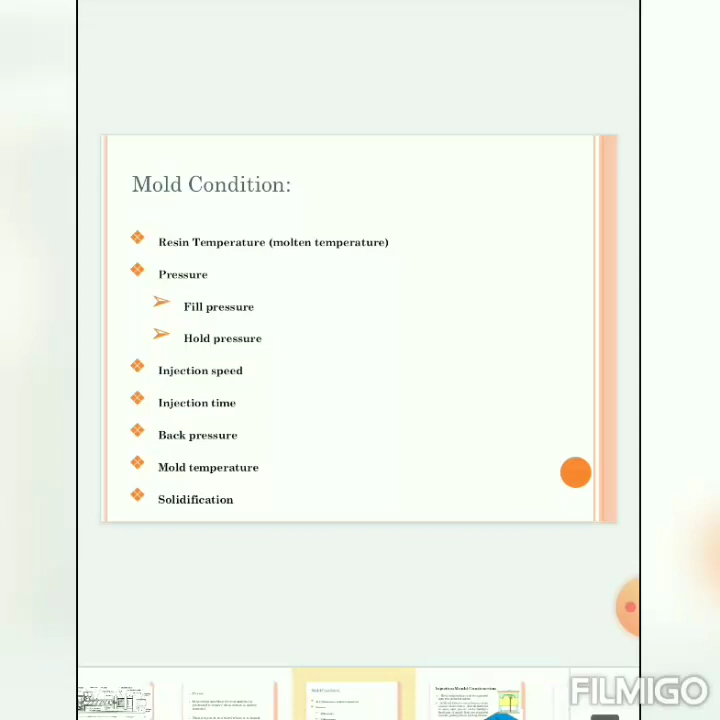 Mold Condition:
Resin Temperature (molten temperature)
Pressure
Fill pressure
Hold pressure
Injection speed
Injection time
Back pressure
Mold temperature
Solidification
FILMIGO